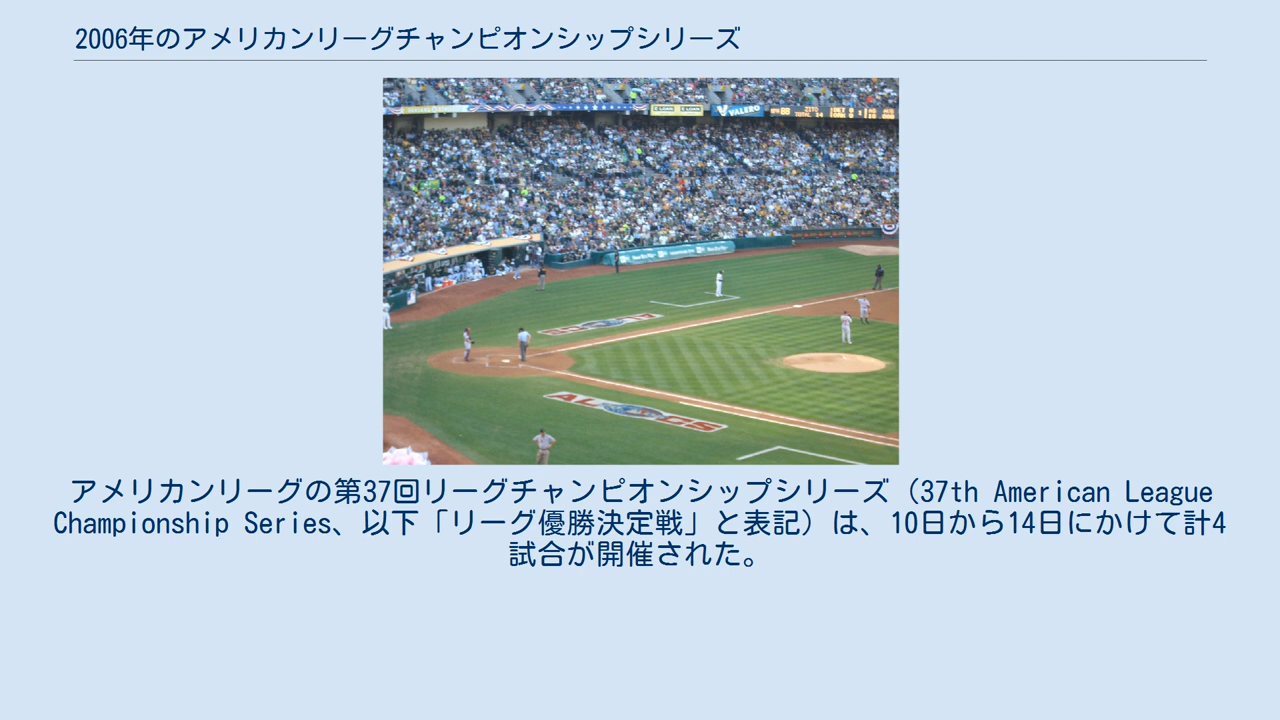 2006年のアメリカンリーグチャンピオンシップシリーズ
VALERO
ALCS
アメリカンリーグの第37回リーグチャンピオンシップシリーズ（37th American League
Championship Series、以下「リーグ優勝決定戦」と表記）は、10日から14日にかけて計4
試合が開催された。